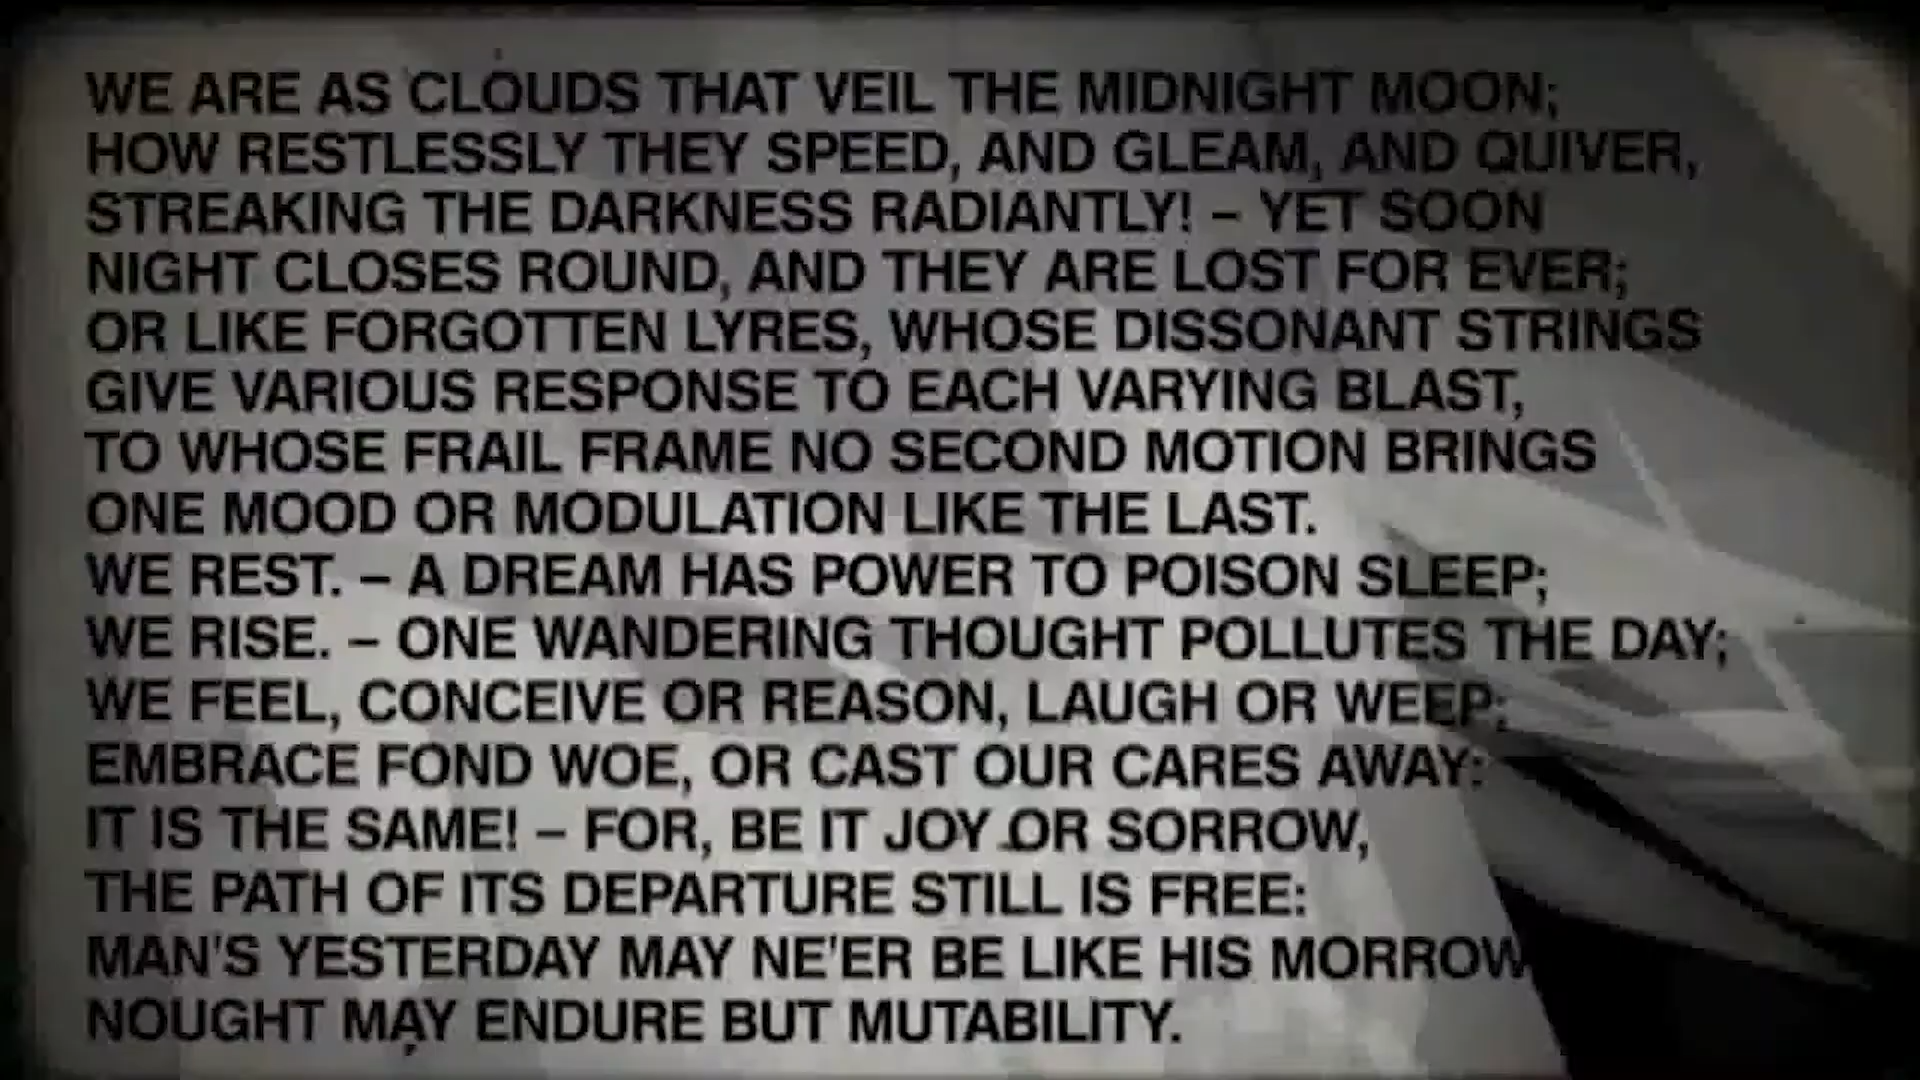 WE ARE AS CLOUDS THAT VEIL THE MIDNIGHT MOON;
HOW RESTLESSLY THEY SPEED, AND GLEAM, AND QUIVER,
STREAKING THE DARKNESS RADIANTLY! – YET SOON
NIGHT CLOSES ROUND, AND THEY ARE LOST FOR EVER;
OR LIKE FORGOTTEN LYRES, WHOSE DISSONANT STRINGS
GIVE VARIOUS RESPONSE TO EACH VARYING BLAST,
TO WHOSE FRAIL FRAME NO SECOND MOTION BRINGS
ONE MOOD OR MODULATION LIKE THE LAST.
WE REST. – A DREAM HAS POWER TO POISON SLEEP;
WE RISE. – ONE WANDERING THOUGHT POLLUTES THE DAY;
WE FEEL, CONCEIVE OR REASON, LAUGH OR WEEP;
EMBRACE FOND WOE, OR CAST OUR CARES AWAY:
IT IS THE SAME! – FOR, BE IT JOY OR SORROW,
THE PATH OF ITS DEPARTURE STILL IS FREE:
MAN'S YESTERDAY MAY NE'ER BE LIKE HIS MORROW
NOUGHT MAY ENDURE BUT MUTABILITY.